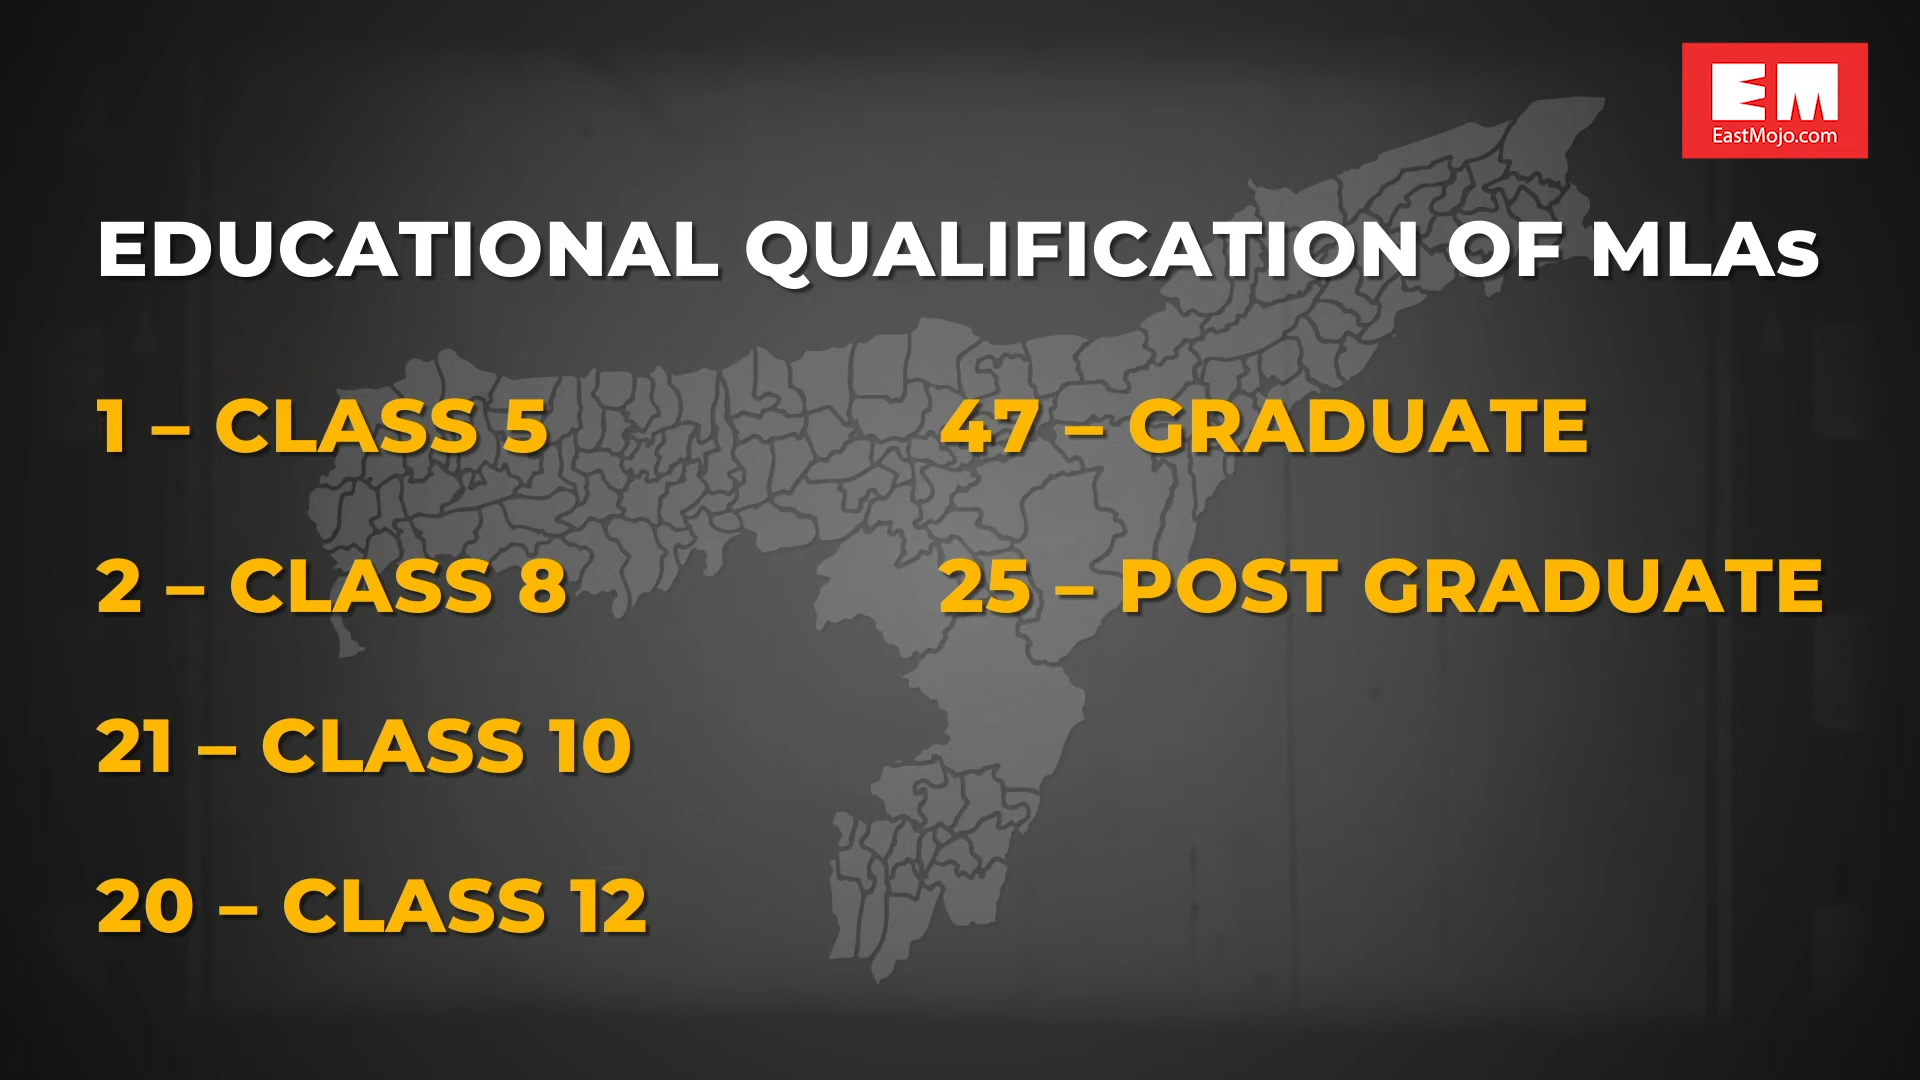 EM
EastMojo.com
EDUCATIONAL QUALIFICATION OF MLAs
1 – CLASS 5
2 – CLASS 8
21 – CLASS 10
20 – CLASS 12
47 – GRADUATE
25 – POST GRADUATE